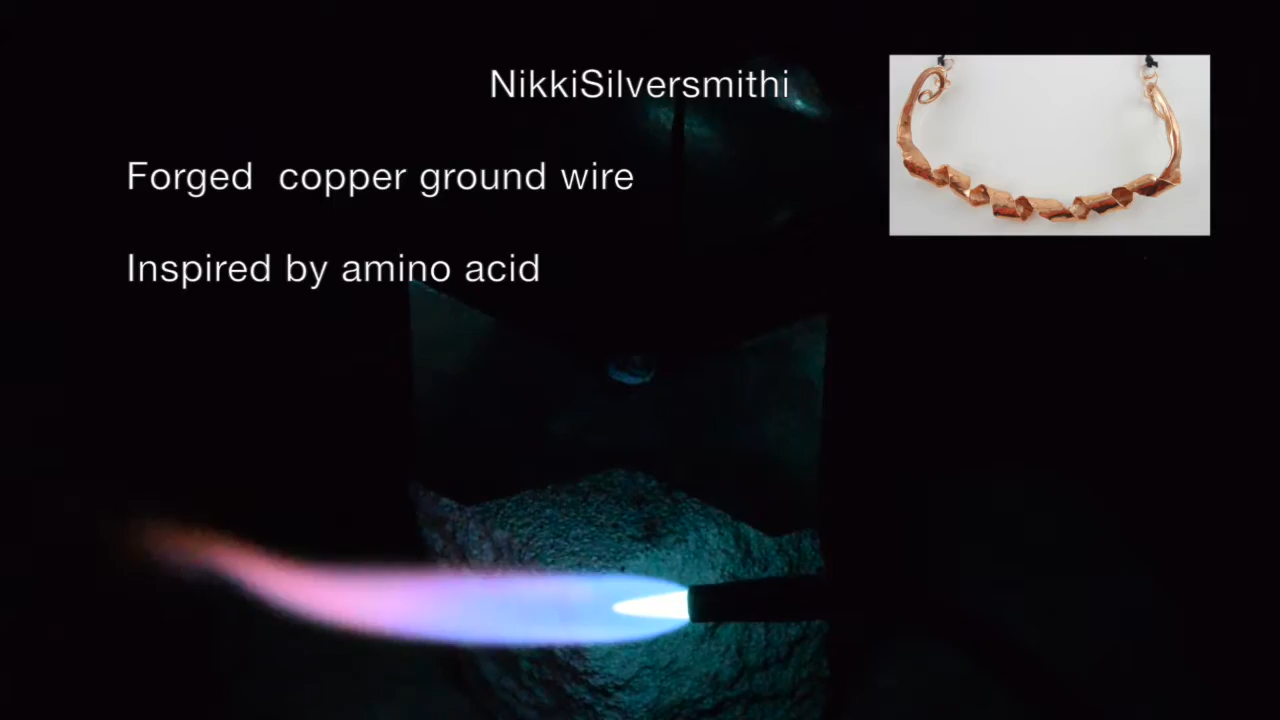 NikkiSilversmithi
Forged  copper ground wire
Inspired by amino acid